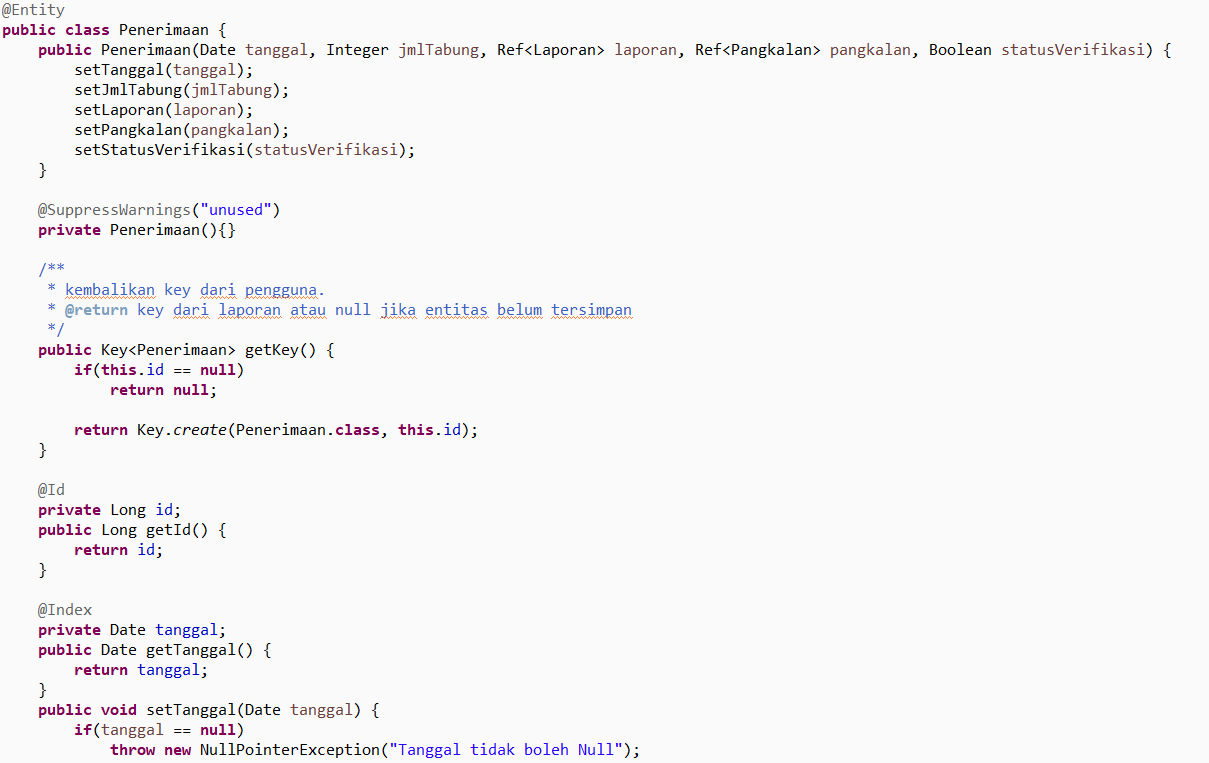 @Entity
public class Penerimaan {
    public Penerimaan(Date tanggal, Integer jmlTabung, Ref<Laporan> laporan, Ref<Pangkalan> pangkalan, Boolean statusVerifikasi) {
        setTanggal(tanggal);
        setJmlTabung(jmlTabung);
        setLaporan(laporan);
        setPangkalan(pangkalan);
        setStatusVerifikasi(statusVerifikasi);
    }

    @SuppressWarnings("unused")
    private Penerimaan(){}

    /**
     * kembalikan key dari pengguna.
     * @return key dari laporan atau null jika entitas belum tersimpan
     */
    public Key<Penerimaan> getKey() {
        if(this.id == null)
            return null;

        return Key.create(Penerimaan.class, this.id);
    }

    @Id
    private Long id;
    public Long getId() {
        return id;
    }

    @Index
    private Date tanggal;
    public Date getTanggal() {
        return tanggal;
    }
    public void setTanggal(Date tanggal) {
        if(tanggal == null)
            throw new NullPointerException("Tanggal tidak boleh Null");